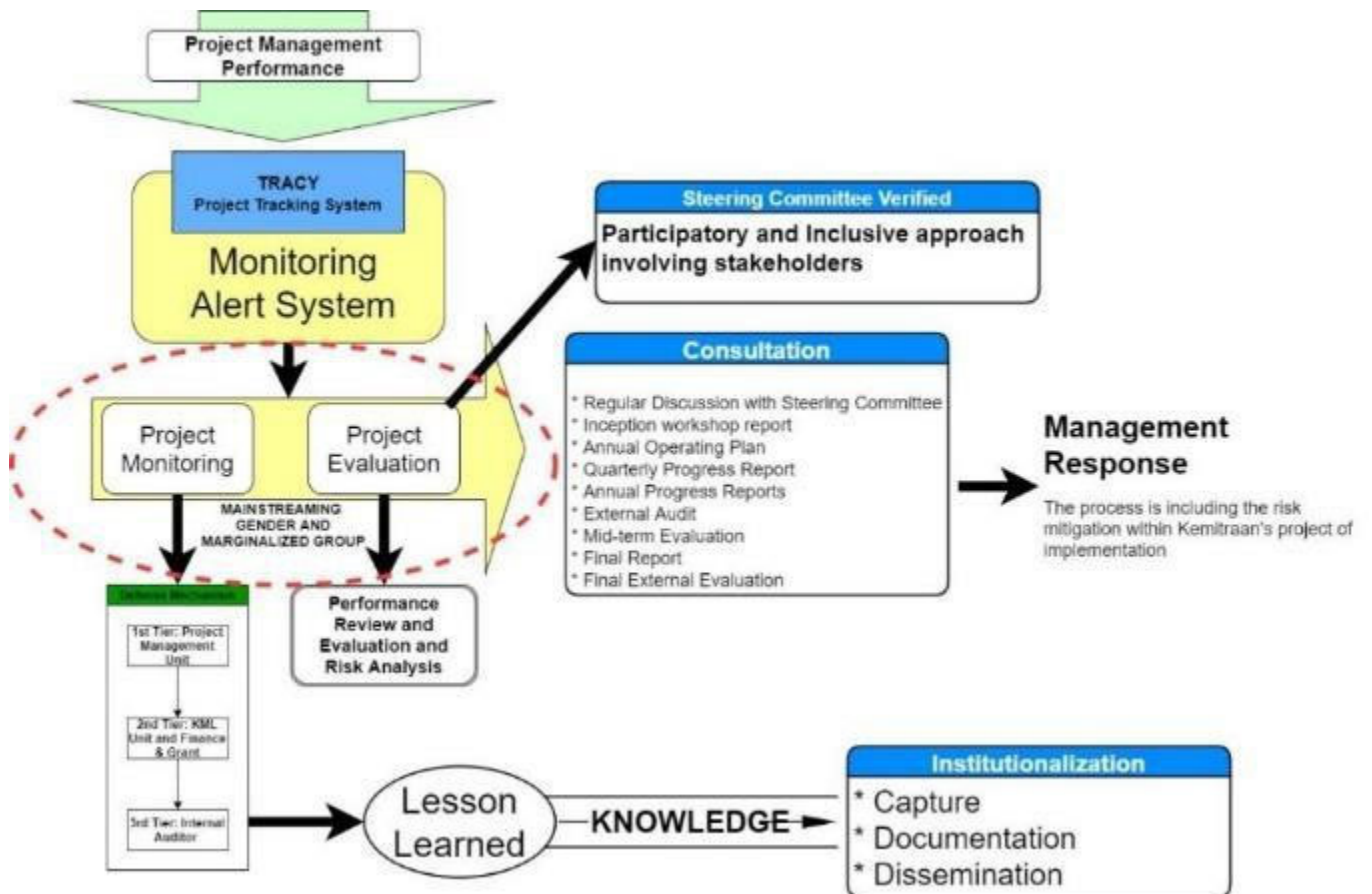 Project Management
Performance
TRACY
Project Tracking System
Monitoring
Alert System
Steering Committee Verified
Participatory and Inclusive approach
involving stakeholders
Project
Monitoring
Project
Evaluation
MAINSTREAMING
GENDER AND
MARGINALIZED GROUP
Consultation
* Regular Discussion with Steering Committee
* Inception workshop report
* Annual Operating Plan
* Quarterly Progress Report
* Annual Progress Reports
* External Audit
* Mid-term Evaluation
* Final Report
* Final External Evaluation
Management
Response
The process is including the risk
mitigation within Kemitraan's project of
implementation
Defense Mechanism
1st Tier: Project
Management
Unit
2nd Tier: KML
Unit and Finance
& Grant
3rd Tier: Internal
Auditor
Performance
Review and
Evaluation and
Risk Analysis
Lesson
Learned
KNOWLEDGE
Institutionalization
* Capture
* Documentation
* Dissemination